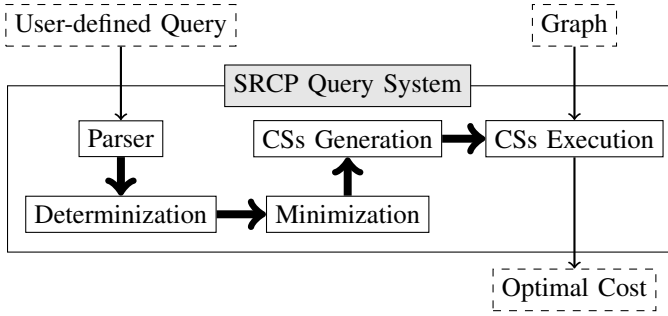 User-defined Query
Graph
SRCP Query System
Parser
CSs Generation
CSs Execution
Determinization
Minimization
Optimal Cost